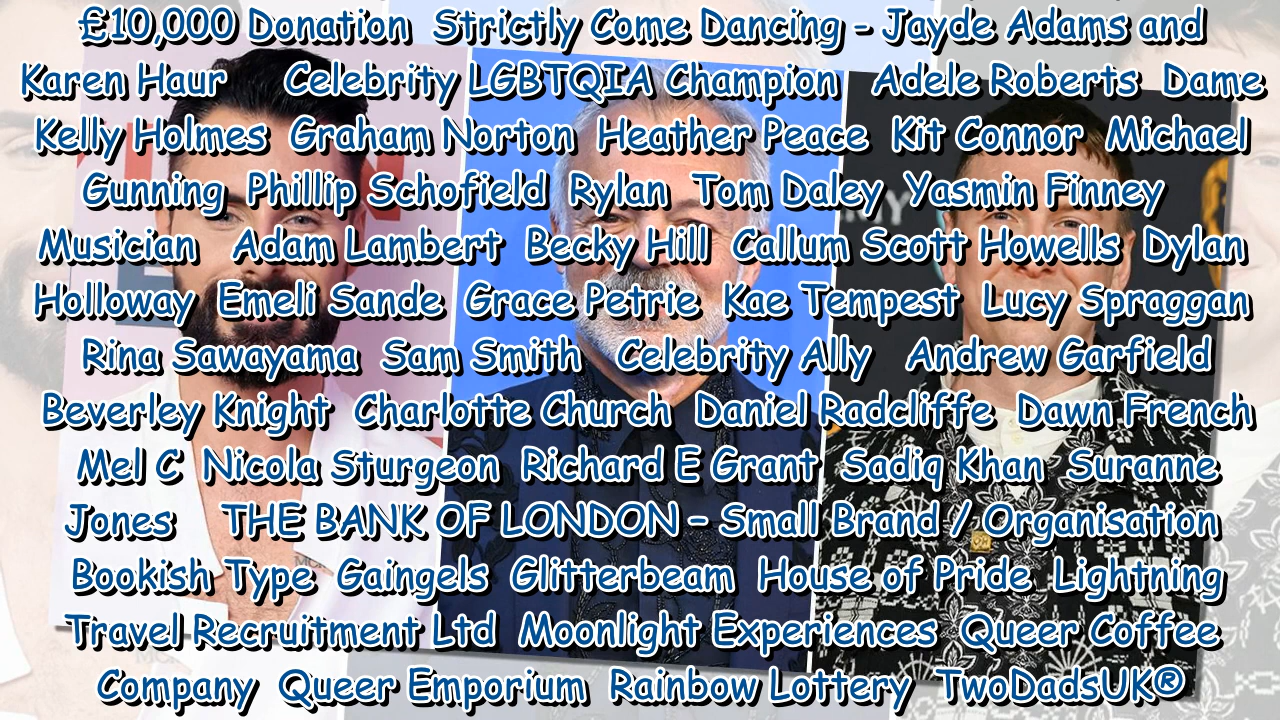 £10,000 Donation Strictly Come Dancing – Jayde Adams and
Karen Haur Celebrity LGBTQIA Champion Adele Roberts Dame
Kelly Holmes Graham Norton Heather Peace Kit Connor Michael
Gunning Phillip Schofield Rylan Tom Daley Yasmin Finney
Musician Adam Lambert Becky Hill Callum Scott Howells Dylan
Holloway Emeli Sande Grace Petrie Kae Tempest Lucy Spraggan
Rina Sawayama Sam Smith Celebrity Ally Andrew Garfield
Beverley Knight Charlotte Church Daniel Radcliffe Dawn French
Mel C Nicola Sturgeon Richard E Grant Sadiq Khan Suranne
Jones THE BANK OF LONDON – Small Brand / Organisation
Bookish Type Gaingels Glitterbeam House of Pride Lightning
Travel Recruitment Ltd Moonlight Experiences Queer Coffee
Company Queer Emporium Rainbow Lottery TwoDadsUK®